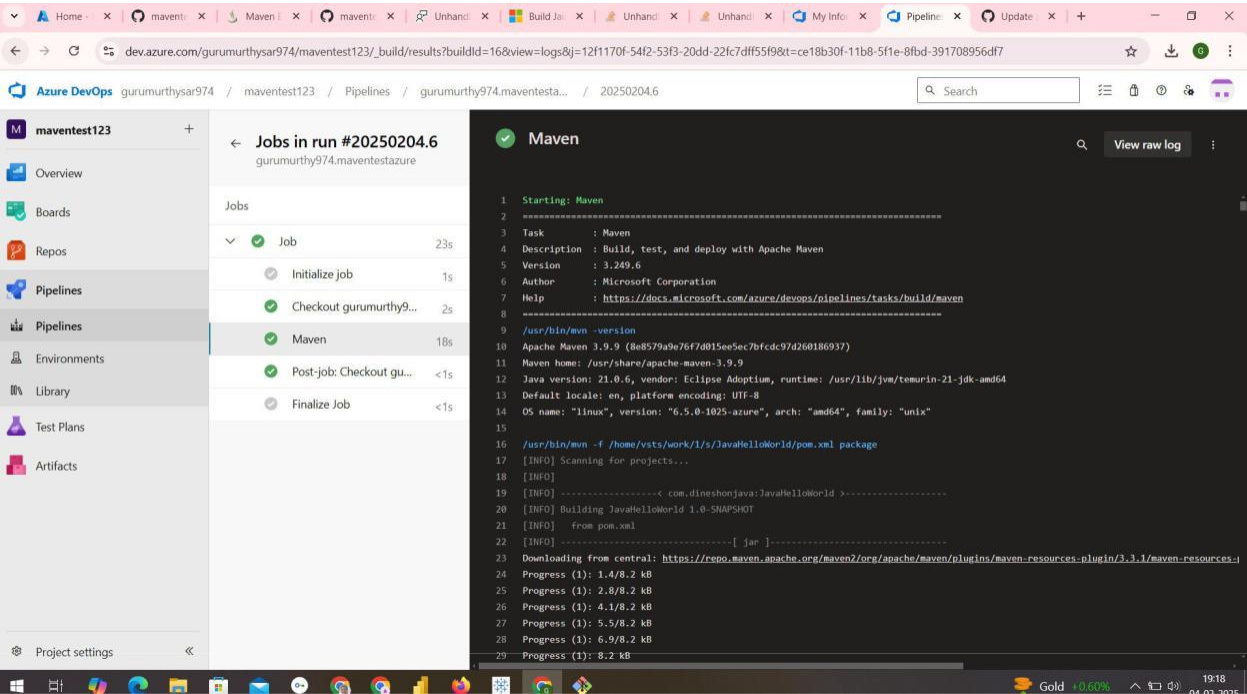 Home -
mavente
Maven E
mavente
Unhand
Build Ja
Unhand
Unhand
My Info
Pipeline
Update
dev.azure.com/gurumurthysar974/maventest123/_build/results?buildId=16&view=logs&j=12f1170f-54f2-53f3-20dd-22fc7dff55f9&t=ce18b30f-11b8-5f1e-8fbd-391708956df7
G
Azure DevOps gurumurthysar974 / maventest123 / Pipelines / gurumurthy974.maventesta... / 20250204.6
Search
M maventest123 +
Overview
Boards
Repos
Pipelines
Pipelines
Environments
Library
Test Plans
Artifacts
Project settings
Jobs in run #20250204.6
gurumurthy974.maventestazure
Jobs
Job 23s
Initialize job 1s
Checkout gurumurthy9... 2s
Maven 18s
Post-job: Checkout gu... <1s
Finalize Job <1s
Maven
View raw log
1 Starting: Maven
2 ==============================================================================
3 Task : Maven
4 Description : Build, test, and deploy with Apache Maven
5 Version : 3.249.6
6 Author : Microsoft Corporation
7 Help : https://docs.microsoft.com/azure/devops/pipelines/tasks/build/maven
8 ==============================================================================
9 /usr/bin/mvn -version
10 Apache Maven 3.9.9 (8e8579a9e76f7d015ee5ec7bfcdc97d260186937)
11 Maven home: /usr/share/apache-maven-3.9.9
12 Java version: 21.0.6, vendor: Eclipse Adoptium, runtime: /usr/lib/jvm/temurin-21-jdk-amd64
13 Default locale: en, platform encoding: UTF-8
14 OS name: "linux", version: "6.5.0-1025-azure", arch: "amd64", family: "unix"
15
16 /usr/bin/mvn -f /home/vsts/work/1/s/JavaHelloWorld/pom.xml package
17 [INFO] Scanning for projects...
18 [INFO]
19 [INFO] ------------------< com.dineshonjava:JavaHelloWorld >-------------------
20 [INFO] Building JavaHelloWorld 1.0-SNAPSHOT
21 [INFO] from pom.xml
22 [INFO] --------------------------------[ jar ]---------------------------------
23 Downloading from central: https://repo.maven.apache.org/maven2/org/apache/maven/plugins/maven-resources-plugin/3.3.1/maven-resources-
24 Progress (1): 1.4/8.2 kB
25 Progress (1): 2.8/8.2 kB
26 Progress (1): 4.1/8.2 kB
27 Progress (1): 5.5/8.2 kB
28 Progress (1): 6.9/8.2 kB
29 Progress (1): 8.2 kB
Gold +0.60%
19:18